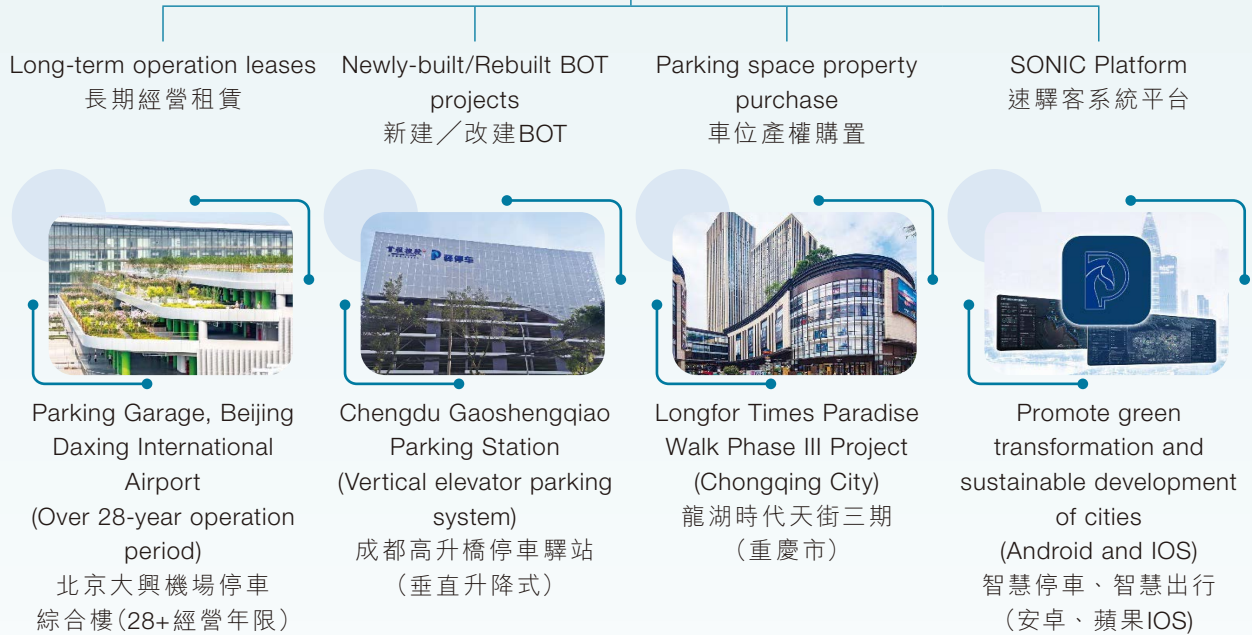 Long-term operation leases
長期經營租賃
Newly-built/Rebuilt BOT
projects
新建／改建BOT
Parking space property
purchase
車位產權購置
SONIC Platform
速驛客系統平台
首程控股
驛停车
Parking Garage, Beijing
Daxing International
Airport
(Over 28-year operation
period)
北京大興機場停車
綜合樓(28+經營年限)
Chengdu Gaoshengqiao
Parking Station
(Vertical elevator parking
system)
成都高升橋停車驛站
（垂直升降式）
Longfor Times Paradise
Walk Phase III Project
(Chongqing City)
龍湖時代天街三期
（重慶市）
Promote green
transformation and
sustainable development
of cities
(Android and IOS)
智慧停車、智慧出行
（安卓、蘋果IOS)